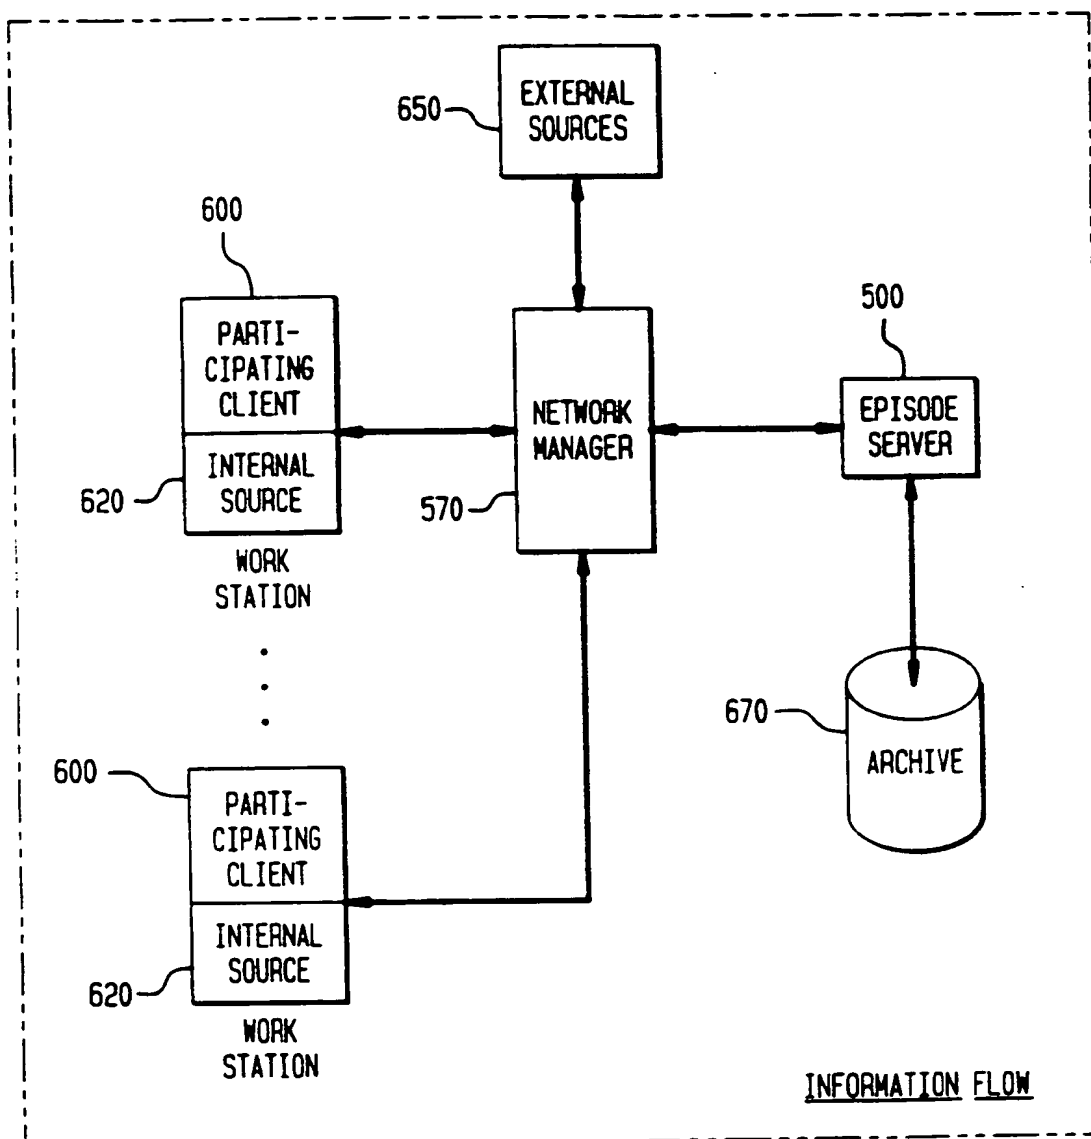 650
EXTERNAL
SOURCES
600
PARTI-
CIPATING
CLIENT
INTERNAL
SOURCE
620
WORK
STATION
NETWORK
MANAGER
570
500
EPISODE
SERVER
670
ARCHIVE
600
PARTI-
CIPATING
CLIENT
INTERNAL
SOURCE
620
WORK
STATION
INFORMATION FLOW